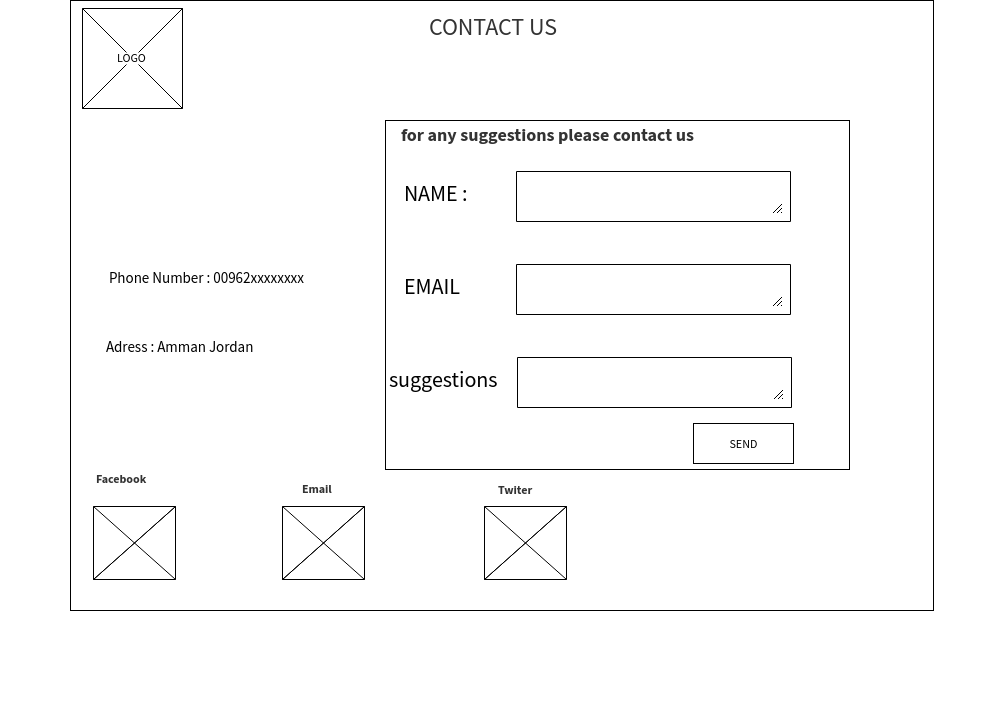 CONTACT US
LOGO
for any suggestions please contact us
NAME :
Phone Number : 00962xxxxxxxx
EMAIL
Adress : Amman Jordan
suggestions
SEND
Facebook
Email
Twiter